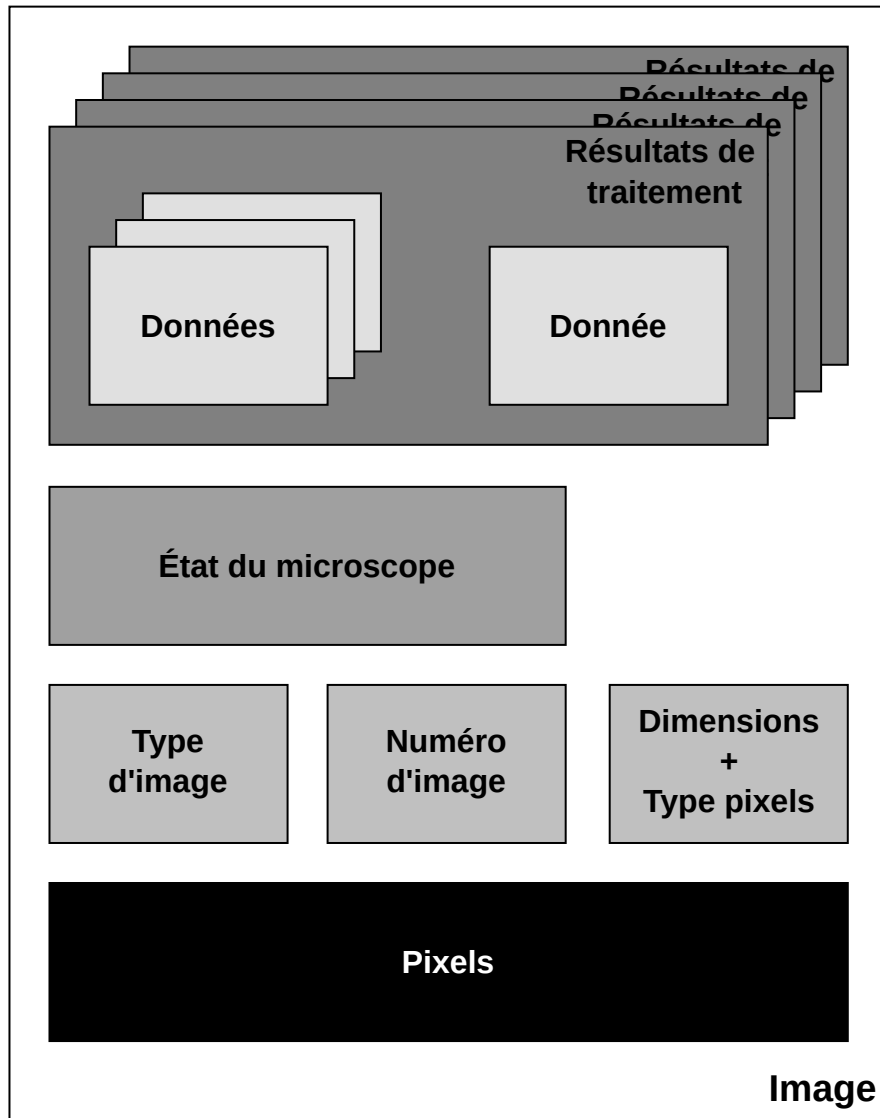 Résultats de
Résultats de
Résultats de
Résultats de
traitement
Données
Donnée
État du microscope
Type
d'image
Numéro
d'image
Dimensions
+
Type pixels
Pixels
Image